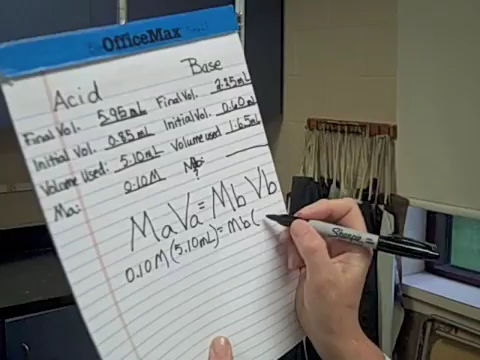 OfficeMax
Acid
Base
Final Vol. 5.95mL
Final Vol. 2.25mL
Initial Vol. 0.85mL
Initial Vol. 0.60mL
Volume Used: 5.10mL
Volume used 1.65mL
Ma: 0.10M
Mb:
MaVa = Mb Vb
0.10M (5.10mL) = Mb (
Sharpie